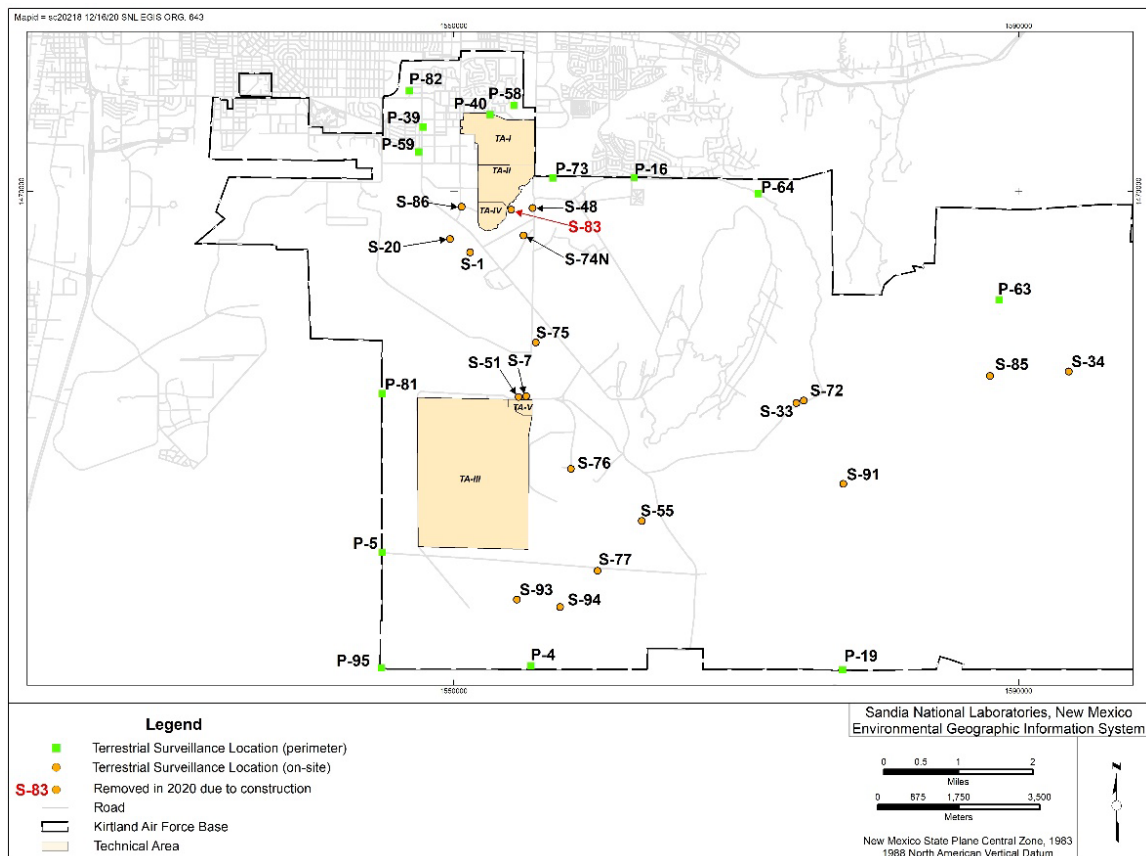 Mapid = sc20218 12/16/20 SNL EGIS ORG. 643
1550000
1590000
P-82
P-58
P-40
P-39
TA-I
P-59
TA-II
P-73
P-16
P-64
1470000
1470000
S-86
TA-IV
S-48
S-83
S-20
S-1
S-74N
P-63
S-75
S-51
S-7
S-85
S-34
P-81
TA-V
S-72
S-33
TA-III
S-76
S-91
S-55
P-5
S-77
S-93
S-94
P-95
P-4
P-19
1550000
1590000
Legend
Terrestrial Surveillance Location (perimeter)
Terrestrial Surveillance Location (on-site)
S-83 Removed in 2020 due to construction
Road
Kirtland Air Force Base
Technical Area
Sandia National Laboratories, New Mexico
Environmental Geographic Information System
0 0.5 1 2
Miles
0 875 1,750 3,500
Meters
N
New Mexico State Plane Central Zone, 1983
1988 North American Vertical Datum